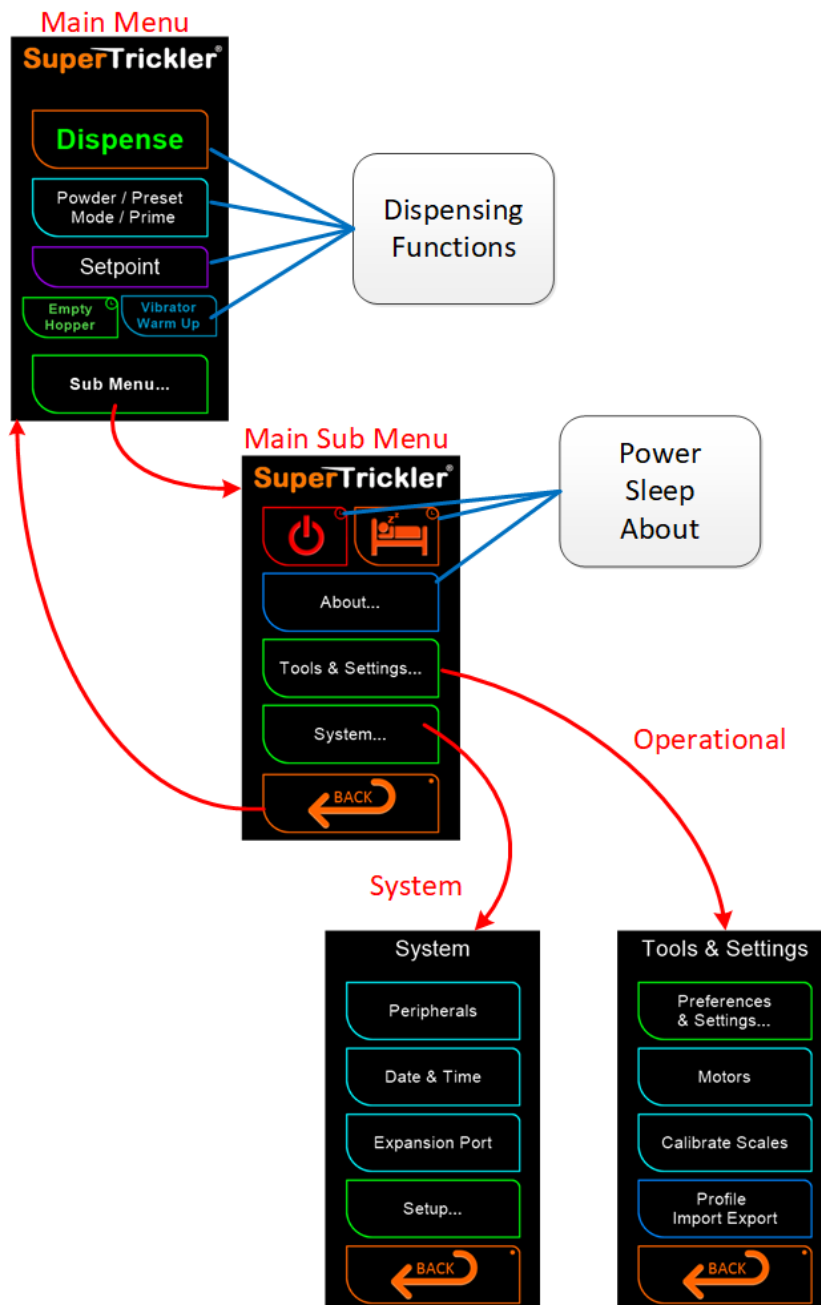 Main Menu
SuperTrickler®
Dispense
Powder / Preset
Mode / Prime
Setpoint
Empty
Hopper
Vibrator
Warm Up
Sub Menu...
Dispensing
Functions
Main Sub Menu
SuperTrickler®
zz
About...
Tools & Settings...
System...
BACK
Power
Sleep
About
Operational
System
System
Peripherals
Date & Time
Expansion Port
Setup...
BACK
Tools & Settings
Preferences
& Settings...
Motors
Calibrate Scales
Profile
Import Export
BACK